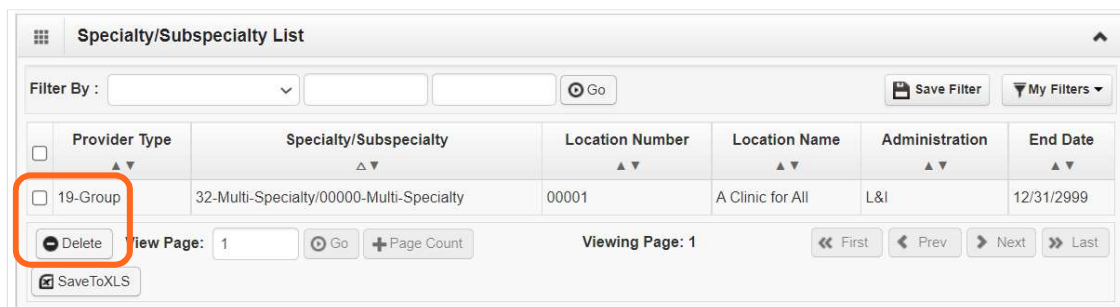 Specialty/Subspecialty List
Filter By : Go Save Filter My Filters
Provider Type Specialty/Subspecialty Location Number Location Name Administration End Date
19-Group 32-Multi-Specialty/00000-Multi-Specialty 00001 A Clinic for All L&I 12/31/2999
Delete View Page: 1 Go Page Count Viewing Page: 1 First Prev Next Last
SaveToXLS